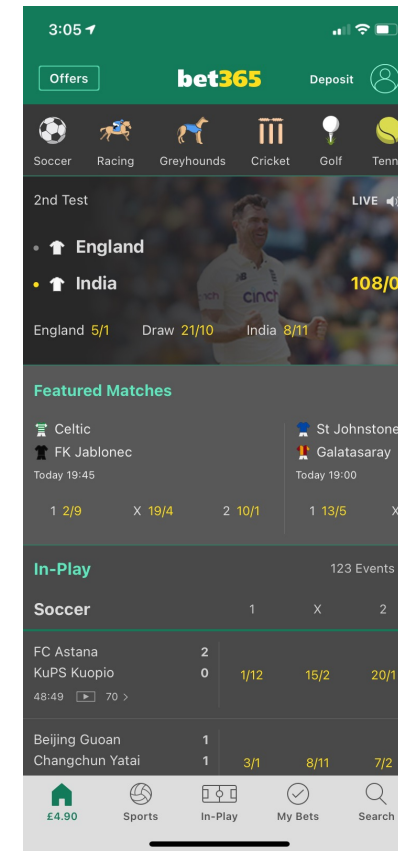 3:05
Offers bet365 Deposit
Soccer Racing Greyhounds Cricket Golf Tenn
2nd Test LIVE
England
India 108/0
cinch
England 5/1 Draw 21/10 India 8/11
Featured Matches
Celtic St Johnstone
FK Jablonec Galatasaray
Today 19:45 Today 19:00
1 2/9 X 19/4 2 10/1 1 13/5 X
In-Play 123 Events
Soccer 1 X 2
FC Astana 2
KuPS Kuopio 0 1/12 15/2 20/1
48:49 70 >
Beijing Guoan 1
Changchun Yatai 1 3/1 8/11 7/2
£4.90 Sports In-Play My Bets Search